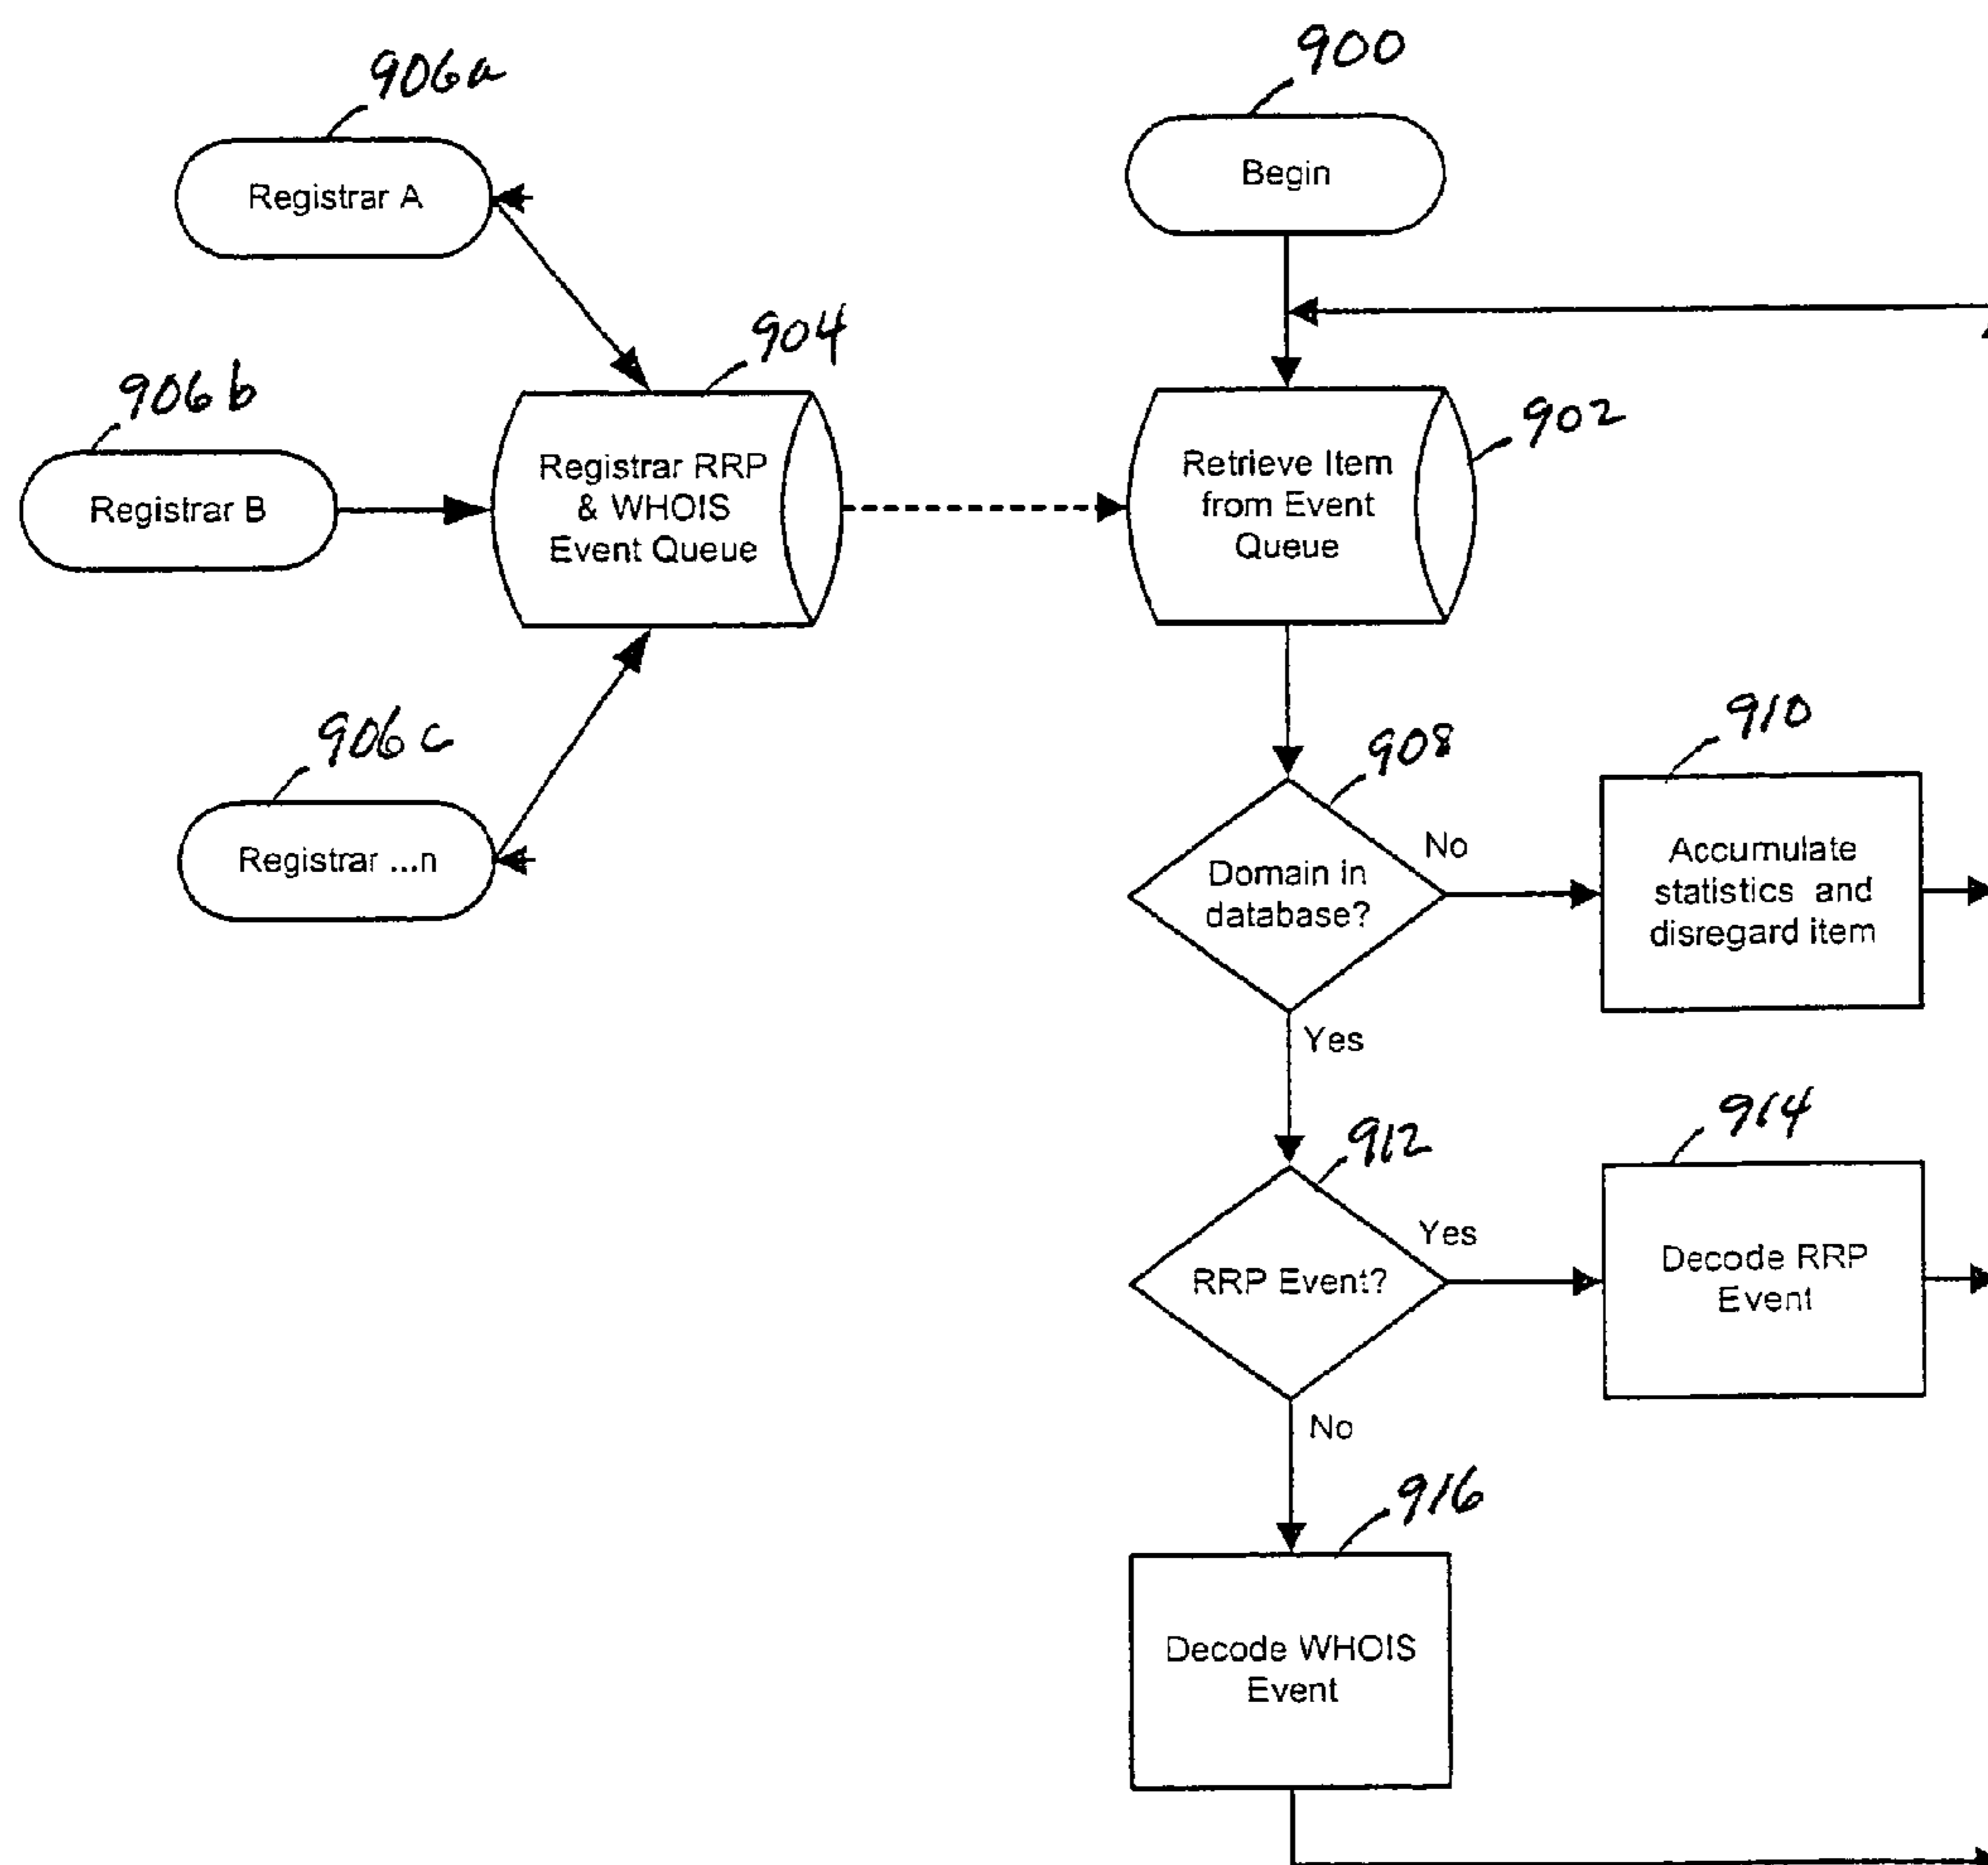 900
906a
Begin
Registrar A
904
906b
902
Registrar RRP
& WHOIS
Event Queue
Retrieve Item
from Event
Queue
Registrar B
906c
908
910
Registrar ...n
No
Domain in
database?
Accumulate
statistics and
disregard item
Yes
912
914
Yes
RRP Event?
Decode RRP
Event
No
916
Decode WHOIS
Event